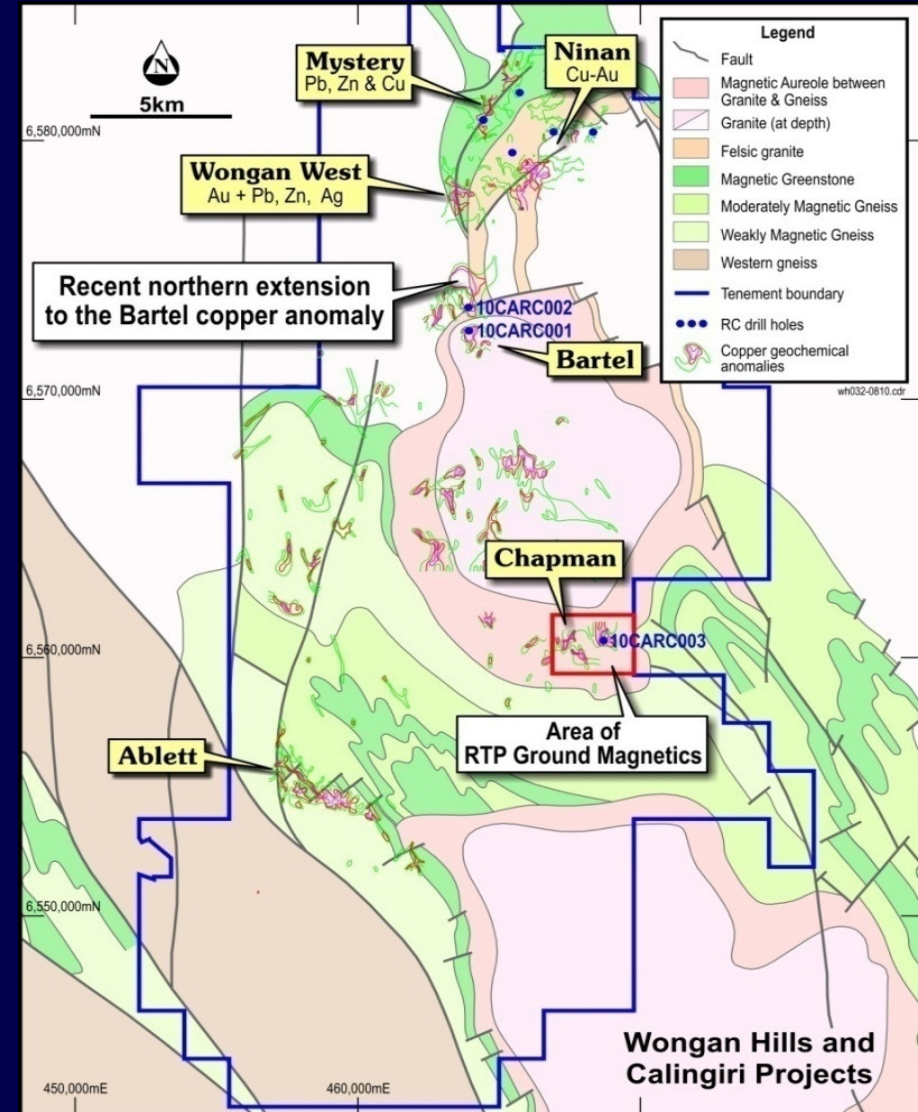 N
5km
Mystery
Pb, Zn & Cu
Ninan
Cu-Au
Legend
Fault
Magnetic Aureole between
Granite & Gneiss
Granite (at depth)
Felsic granite
Magnetic Greenstone
Moderately Magnetic Gneiss
Weakly Magnetic Gneiss
Western gneiss
Tenement boundary
RC drill holes
Copper geochemical
anomalies
wh032-0810.cdr
6,580,000mN
Wongan West
Au + Pb, Zn, Ag
Recent northern extension
to the Bartel copper anomaly
10CARC002
10CARC001
Bartel
6,570,000mN
Chapman
10CARC003
6,560,000mN
Area of
RTP Ground Magnetics
Ablett
6,550,000mN
Wongan Hills and
Calingiri Projects
450,000mE
460,000mE